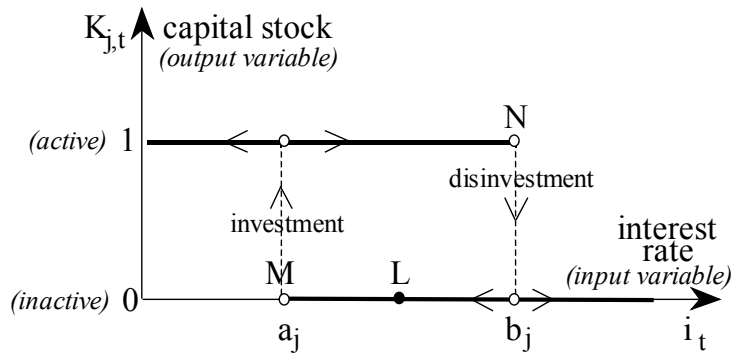 K_{j,t} capital stock
(output variable)
N
(active) 1
disinvestment
investment
interest
rate
M L
(input variable)
(inactive) 0
a_j b_j i_t